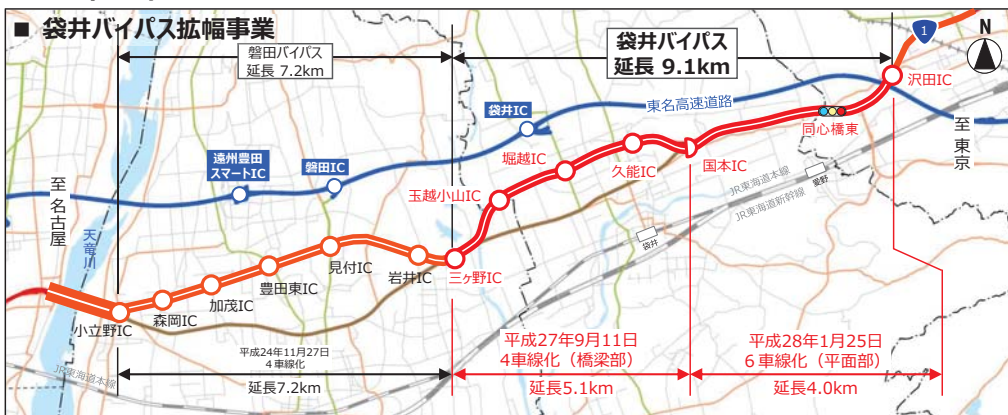 ■ 袋井バイパス拡幅事業
磐田バイパス
延長 7.2km
袋井バイパス
延長 9.1km
1
N
沢田IC
東名高速道路
袋井IC
同心橋東
至東京
堀越IC
久能IC
国本IC
遠州豊田
スマートIC
磐田IC
至名古屋
玉越小山IC
JR東海道本線
愛野
JR東海道新幹線
天竜川
袋井
見付IC
岩井IC
三ヶ野IC
豊田東IC
加茂IC
森岡IC
小立野IC
平成24年11月27日
4車線化
平成27年9月11日
4車線化（橋梁部）
平成28年1月25日
6車線化（平面部）
JR東海道本線
延長7.2km
延長5.1km
延長4.0km